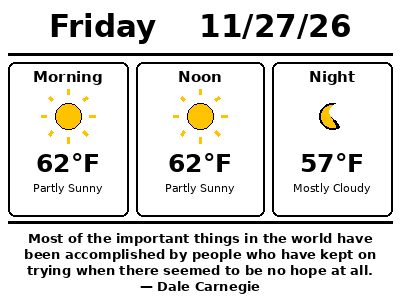 Friday 11/27/26
Morning Noon Night
62°F 62°F 57°F
Partly Sunny Partly Sunny Mostly Cloudy
Most of the important things in the world have
been accomplished by people who have kept on
trying when there seemed to be no hope at all.
— Dale Carnegie